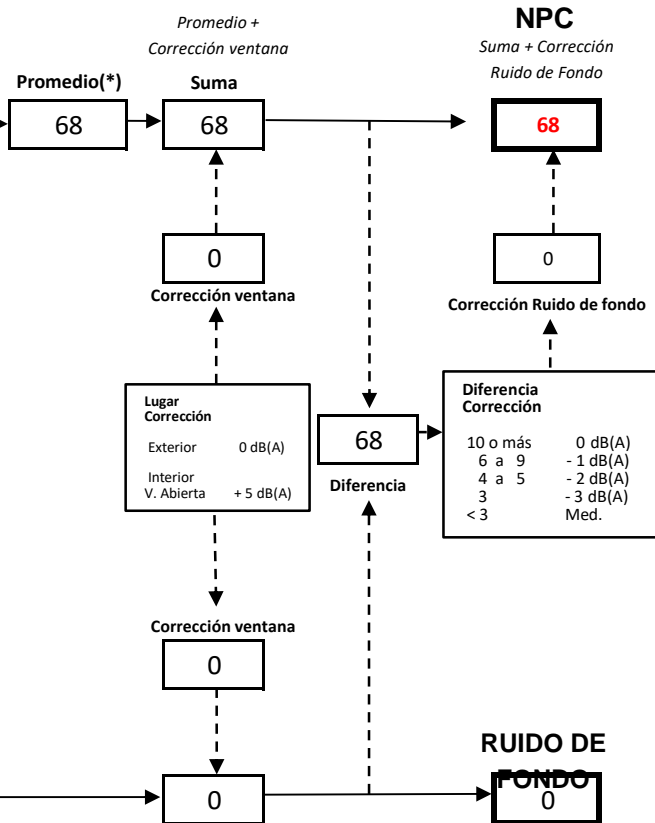 Promedio +
Corrección ventana
NPC
Suma + Corrección
Ruido de Fondo
Promedio(*)
Suma
68
68
68
0
0
Corrección ventana
Corrección Ruido de fondo
Lugar
Corrección
Exterior 0 dB(A)
Interior
V. Abierta + 5 dB(A)
68
Diferencia
Diferencia
Corrección
10 o más 0 dB(A)
6 a 9 - 1 dB(A)
4 a 5 - 2 dB(A)
3 - 3 dB(A)
< 3 Med.
Corrección ventana
0
RUIDO DE
FONDO
0
0